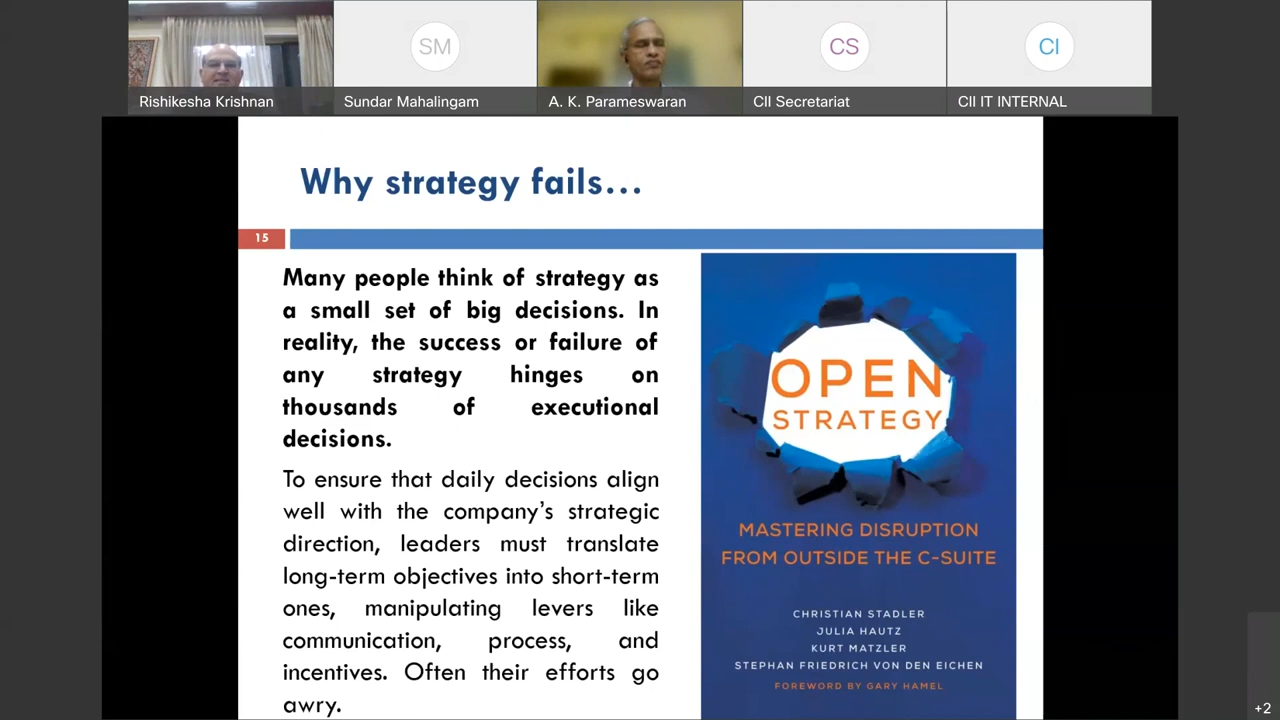 SM
CS
CI
Rishikesha Krishnan
Sundar Mahalingam
A. K. Parameswaran
CII Secretariat
CII IT INTERNAL
Why strategy fails...
15
Many people think of strategy as
a small set of big decisions. In
reality, the success or failure of
any strategy hinges on
thousands of executional
decisions.
To ensure that daily decisions align
well with the company's strategic
direction, leaders must translate
long-term objectives into short-term
ones, manipulating levers like
communication, process, and
incentives. Often their efforts go
awry.
OPEN
STRATEGY
MASTERING DISRUPTION
FROM OUTSIDE THE C-SUITE
CHRISTIAN STADLER
JULIA HAUTZ
KURT MATZLER
STEPHAN FRIEDRICH VON DEN EICHEN
FOREWORD BY GARY HAMEL
+2